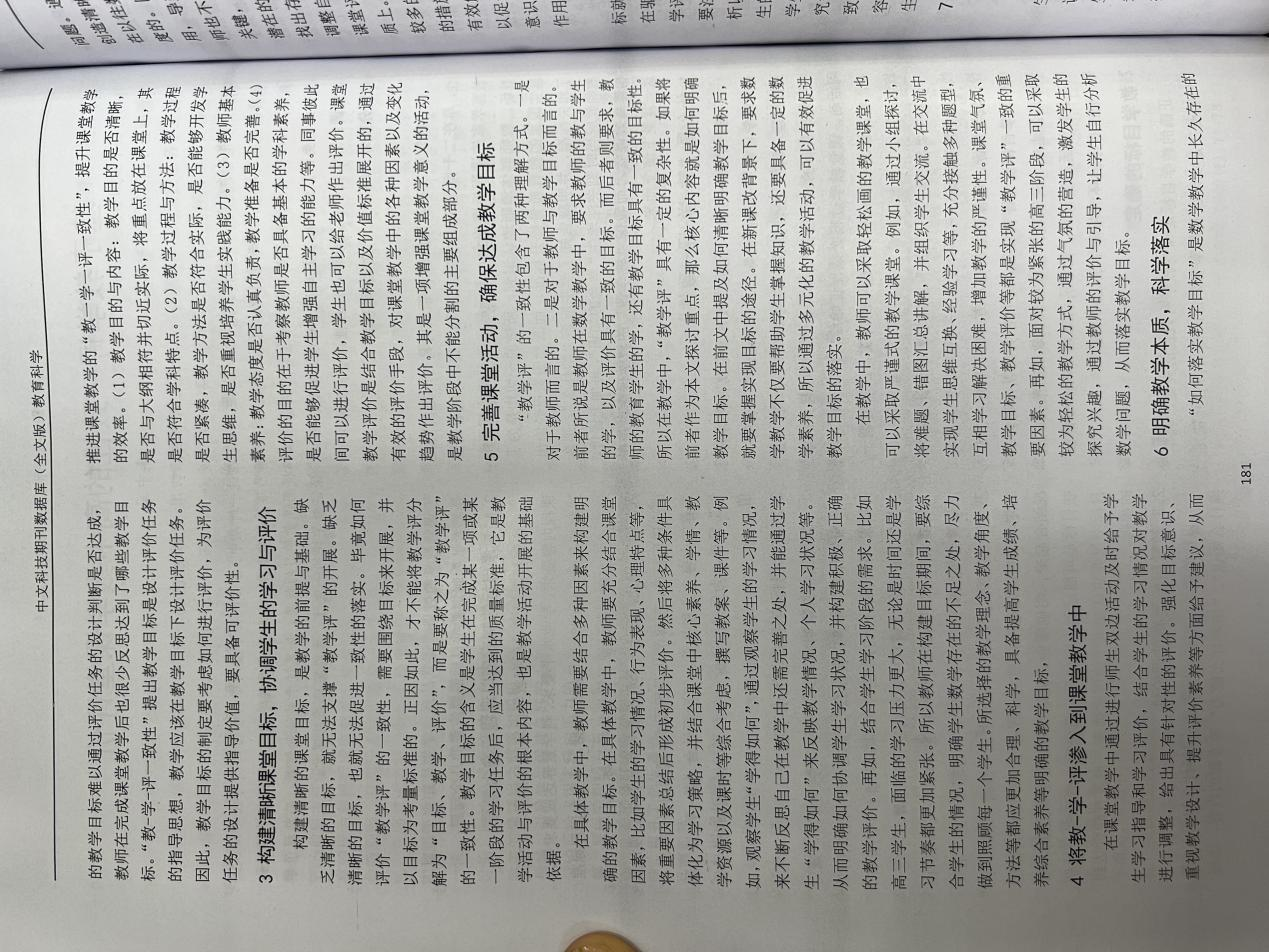 中文科技期刊数据库（全文版）教育科学
的教学目标难以通过评价任务的设计判断是否达成，
教师在完成课堂教学后也很少反思达到了哪些教学目
标。“教-学-评一致性”提出教学目标是设计评价任务
的指导思想，教学应该在教学目标下设计评价任务。
因此，教学目标的制定要考虑如何进行评价，为评价
任务的设计提供指导价值，要具备可评价性。
3 构建清晰课堂目标，协调学生的学习与评价
构建清晰的课堂目标，是教学的前提与基础。缺
乏清晰的目标，就无法支撑“教学评”的开展。缺乏
清晰的目标，也就无法促进一致性的落实。毕竟如何
评价“教学评”的一致性，需要围绕目标来开展，并
以目标为考量标准的。正因如此，才不能将教学评分
解为“目标、教学、评价”，而是要称之为“教学评”
的一致性。教学目标的含义是学生在完成某一项或某
一阶段的学习任务后，应当达到的质量标准，它是教
学活动与评价的根本内容，也是教学活动开展的基础
依据。
在具体教学中，教师需要结合多种因素来构建明
确的教学目标。在具体教学中，教师要充分结合课堂
因素，比如学生的学习情况、行为表现、心理特点等，
将重要因素总结后形成初步评价。然后将多种条件具
体化为学习策略，并结合课堂中核心素养、学情、教
学资源以及课时等综合考虑，撰写教案、课件等。例
如，观察学生“学得如何”，通过观察学生的学习情况，
来不断反思自己在教学中还需完善之处，并能通过学
生“学得如何”来反映教学情况、个人学习状况等。
从而明确如何协调学生学习状况，并构建积极、正确
的教学评价。再如，结合学生学习阶段的需求。比如
高三学生，面临的学习压力更大，无论是时间还是学
习节奏都更加紧张。所以教师在构建目标期间，要综
合学生的情况，明确学生数学存在的不足之处，尽力
做到照顾每一个学生。所选择的教学理念、教学角度、
方法等都应更加合理、科学，具备提高学生成绩、培
养综合素养等明确的教学目标，
4 将教-学-评渗入到课堂教学中
在课堂教学中通过进行师生双边活动及时给予学
生学习指导和学习评价，结合学生的学习情况对教学
进行调整，给出具有针对性的评价。强化目标意识、
重视教学设计、提升评价素养等方面给予建议，从而
推进课堂教学的“教一学一评一致性”，提升课堂教学
的效率。（1）教学目的与内容：教学目的是否清晰，
是否与大纲相符并切近实际，将重点放在课堂上，其
是否符合学科特点。（2）教学过程与方法：教学过程
是否紧凑，教学方法是否符合实际，是否能够开发学
生思维，是否重视培养学生实践能力。（3）教师基本
素养：教学态度是否认真负责，教学准备是否完善。（4）
评价的目的在于考察教师是否具备基本的学科素养，
是否能够促进学生增强自主学习的能力等。同事彼此
间可以进行评价，学生也可以给老师作出评价。课堂
教学评价是结合教学目标以及价值标准展开的，通过
有效的评价手段，对课堂教学中的各种因素以及变化
趋势作出评价。其是一项增强课堂教学意义的活动，
是教学阶段中不能分割的主要组成部分。
5 完善课堂活动，确保达成教学目标
“教学评”的一致性包含了两种理解方式。一是
对于教师而言的。二是对于教师与教学目标而言的。
前者所说是教师在数学教学中，要求教师的教与学生
的学，以及评价具有一致的目标。而后者则要求，教
师的教育学生的学，还有教学目标具有一致的目标性。
所以在教学中，“教学评”具有一定的复杂性。如果将
前者作为本文探讨重点，那么核心内容就是如何明确
教学目标。在前文中提及如何清晰明确教学目标后，
就要掌握实现目标的途径。在新课改背景下，要求数
学教学不仅要帮助学生掌握知识，还要具备一定的数
学素养，所以通过多元化的教学活动，可以有效促进
教学目标的落实。
在教学中，教师可以采取轻松画的教学课堂，也
可以采取严谨式的教学课堂。例如，通过小组探讨，
将难题、错图汇总讲解，并组织学生交流。在交流中
实现学生思维互换、经验学习等，充分接触多种题型，
互相学习解决困难，增加教学的严谨性。课堂气氛、
教学目标、教学评价等都是实现“教学评”一致的重
要因素。再如，面对较为紧张的高三阶段，可以采取
较为轻松的教学方式，通过气氛的营造，激发学生的
探究兴趣，通过教师的评价与引导，让学生自行分析
数学问题，从而落实教学目标。
6 明确教学本质，科学落实
“如何落实教学目标”是数学教学中长久存在的
181